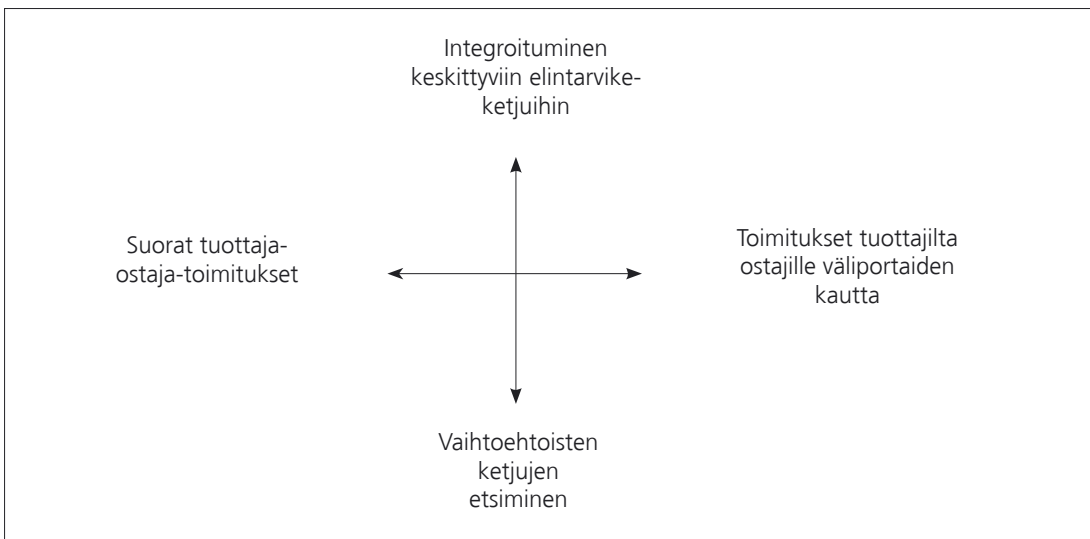 Integroituminen
keskittyviin elintarvike-
ketjuihin
Suorat tuottaja-
ostaja-toimitukset
Toimitukset tuottajilta
ostajille väliportaiden
kautta
Vaihtoehtoisten
ketjujen
etsiminen